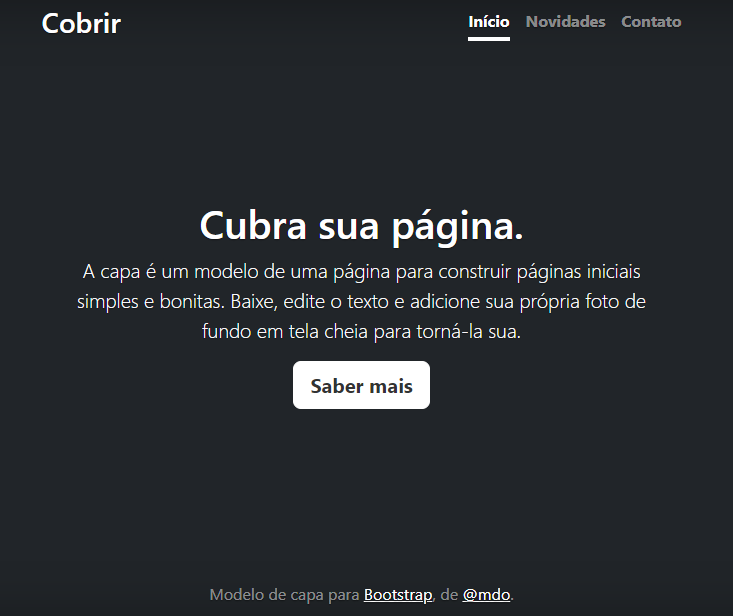 Cobrir
Início Novidades Contato
Cubra sua página.
A capa é um modelo de uma página para construir páginas iniciais
simples e bonitas. Baixe, edite o texto e adicione sua própria foto de
fundo em tela cheia para torná-la sua.
Saber mais
Modelo de capa para Bootstrap, de @mdo.